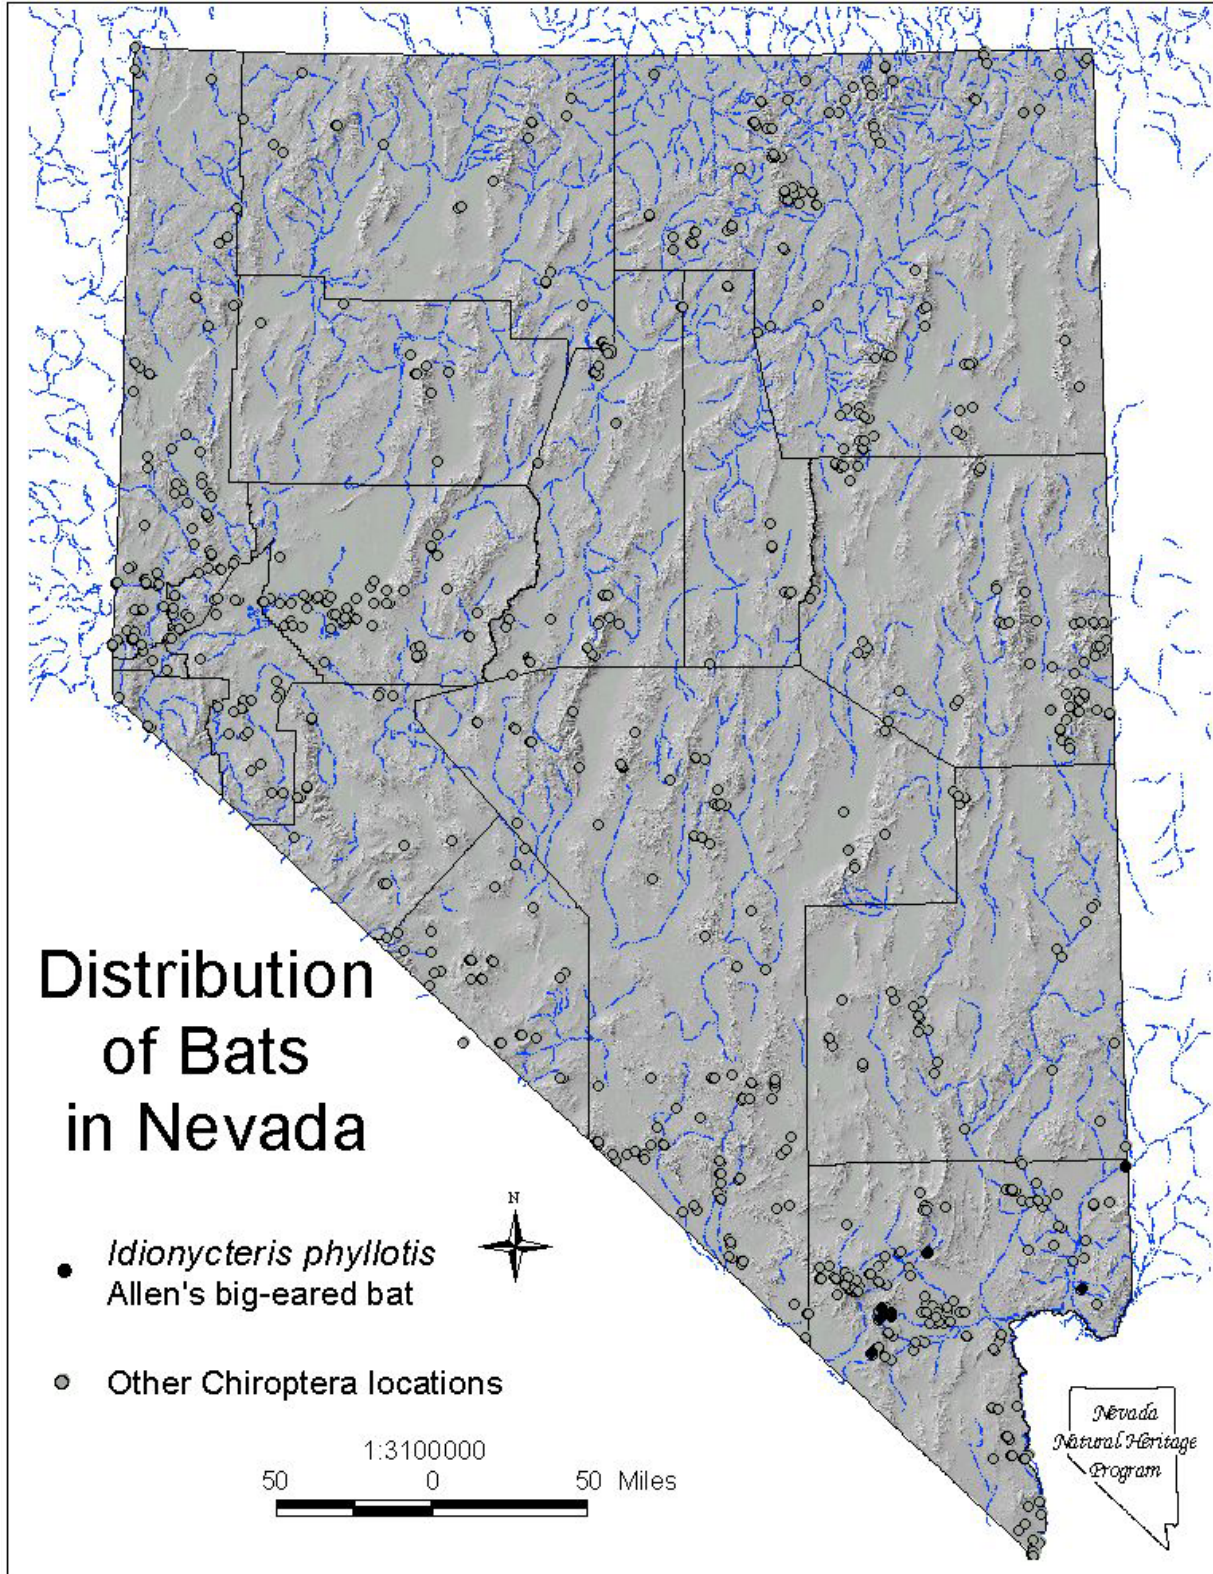 Distribution
of Bats
in Nevada
N
Idionycteris phyllotis
Allen's big-eared bat
Other Chiroptera locations
1:3100000
50 0 50 Miles
Nevada
Natural Heritage
Program